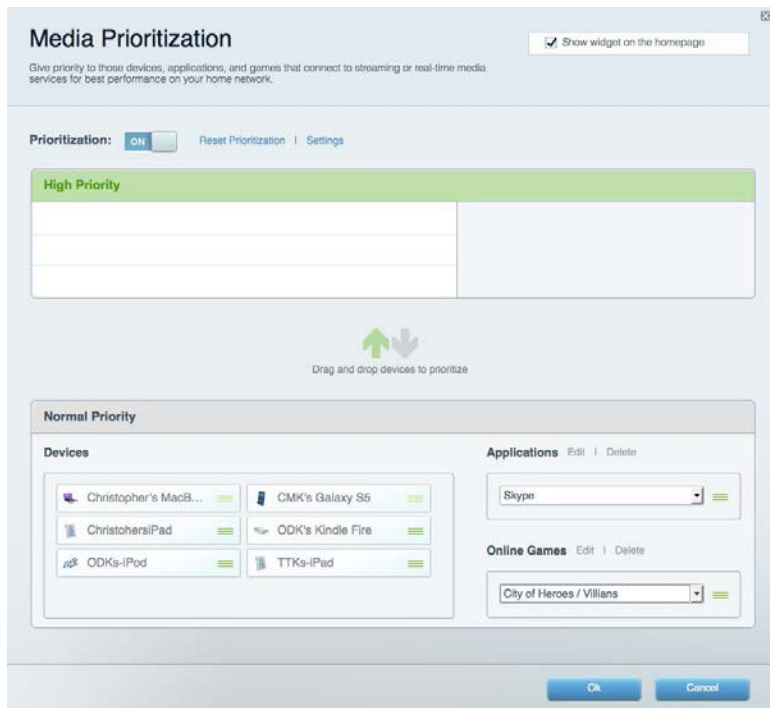 Media Prioritization
Show widget on the homepage
Give priority to those devices, applications, and games that connect to streaming or real-time media
services for best performance on your home network.
Prioritization: ON Reset Prioritization | Settings
High Priority
Drag and drop devices to prioritize
Normal Priority
Devices
Christopher's MacB...
CMK's Galaxy S5
ChristohersiPad
ODK's Kindle Fire
ODKs-iPod
TTKs-iPad
Applications Edit | Delete
Skype
Online Games Edit | Delete
City of Heroes / Villians
Ok
Cancel